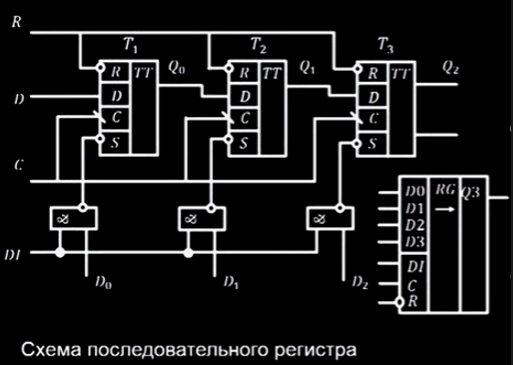 R
T1 T2 T3
R TT Q0 R TT Q1 R TT Q2
D D D D
C C C
S S S
C
D0 RG Q3
& & & D1 →
D2
D3
DI DI
D0 D1 D2 C
R
Схема последовательного регистра